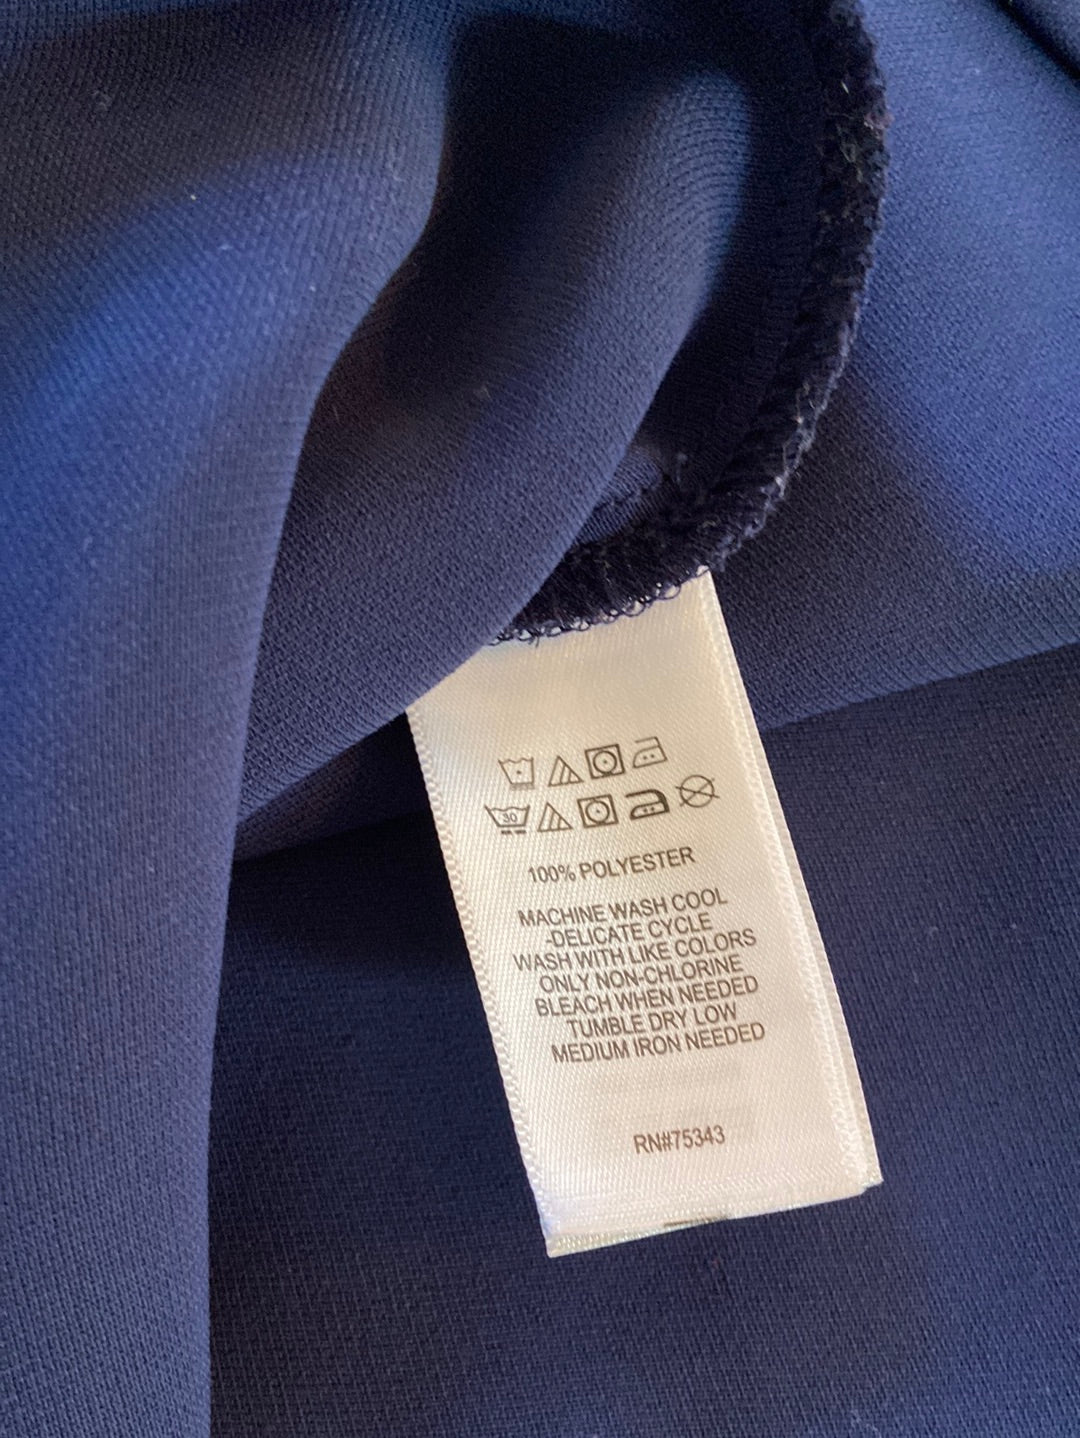 30
100% POLYESTER
MACHINE WASH COOL
-DELICATE CYCLE
WASH WITH LIKE COLORS
ONLY NON-CHLORINE
BLEACH WHEN NEEDED
TUMBLE DRY LOW
MEDIUM IRON NEEDED
RN#75343